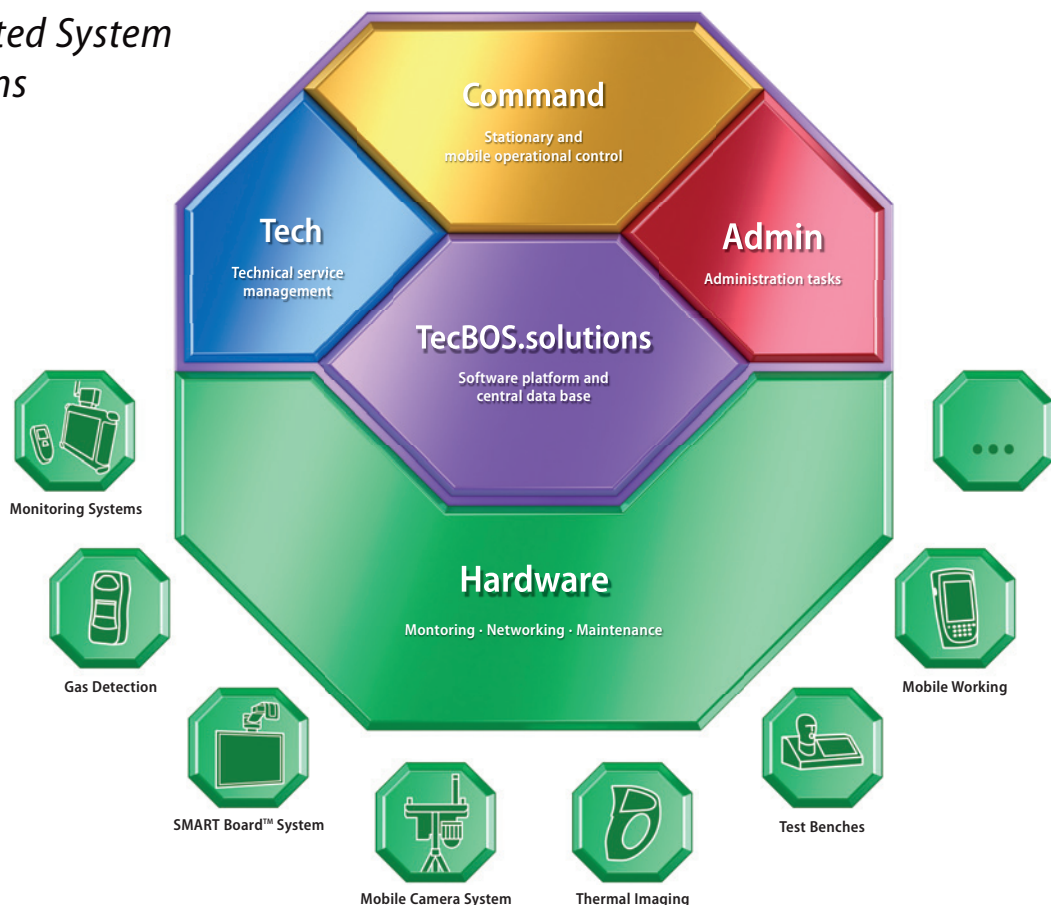 ted System
ns
Command
Stationary and
mobile operational control
Tech
Technical service
management
Admin
Administration tasks
TecBOS.solutions
Software platform and
central data base
Hardware
Montoring · Networking · Maintenance
Monitoring Systems
Gas Detection
SMART Board™ System
Mobile Camera System
Thermal Imaging
Test Benches
Mobile Working
...